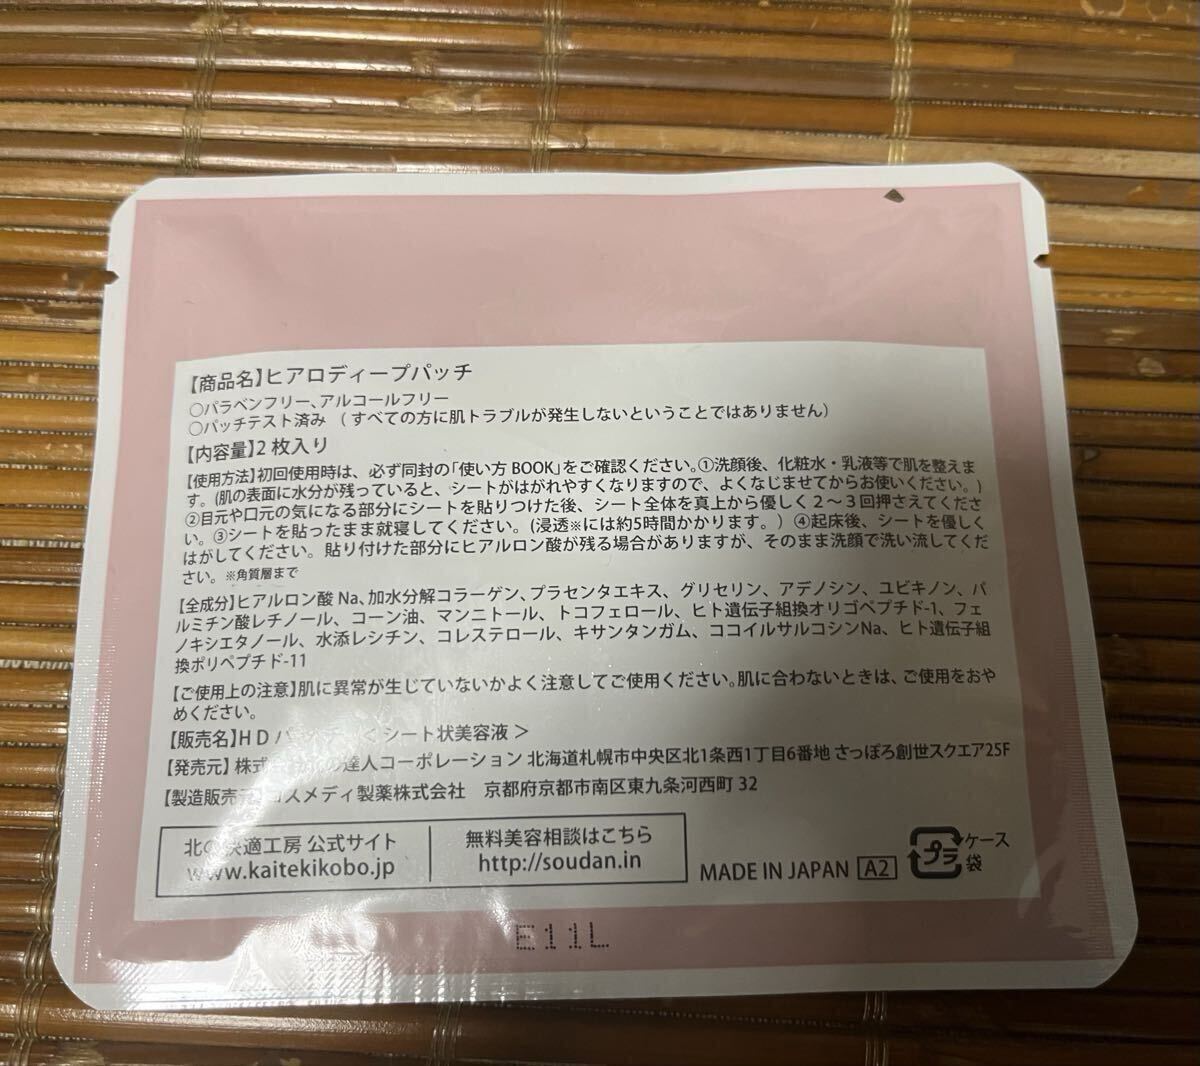 【商品名】ヒアロディープパッチ
○パラベンフリー、アルコールフリー
○パッチテスト済み （すべての方に肌トラブルが発生しないということではありません）
【内容量】2枚入り
【使用方法】初回使用時は、必ず同封の「使い方 BOOK」をご確認ください。①洗顔後、化粧水・乳液等で肌を整えま
す。(肌の表面に水分が残っていると、シートがはがれやすくなりますので、よくなじませてからお使いください。)
②目元や口元の気になる部分にシートを貼りつけた後、シート全体を真上から優しく２～３回押さえてくださ
い。③シートを貼ったまま就寝してください。(浸透※には約5時間かかります。）④起床後、シートを優しく
はがしてください。貼り付けた部分にヒアルロン酸が残る場合がありますが、そのまま洗顔で洗い流してくだ
さい。※角質層まで
【全成分】ヒアルロン酸 Na、加水分解コラーゲン、プラセンタエキス、グリセリン、アデノシン、ユビキノン、パ
ルミチン酸レチノール、コーン油、マンニトール、トコフェロール、ヒト遺伝子組換オリゴペプチド-1、フェ
ノキシエタノール、水添レシチン、コレステロール、キサンタンガム、ココイルサルコシンNa、ヒト遺伝子組
換ポリペプチド-11
【ご使用上の注意】肌に異常が生じていないかよく注意してご使用ください。肌に合わないときは、ご使用をおや
めください。
【販売名】ＨＤパ ＜シート状美容液＞
【発売元】株式 北の達人コーポレーション 北海道札幌市中央区北1条西1丁目6番地 さっぽろ創世スクエア25F
【製造販売元】コスメディ製薬株式会社 京都府京都市南区東九条河西町 32
北の快適工房 公式サイト
www.kaitekikobo.jp
無料美容相談はこちら
http://soudan.in
MADE IN JAPAN A2
プラ
ケース
袋
E11L